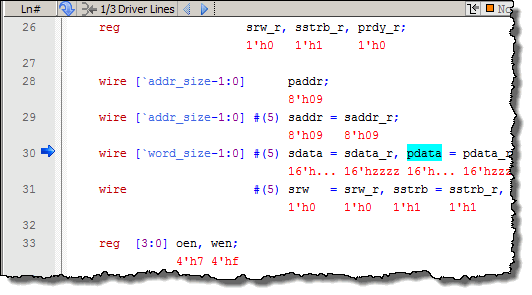 Ln# 1/3 Driver Lines No
26 reg srw_r, sstrb_r, prdy_r;
1'h0 1'h1 1'h0
27
28 wire [`addr_size-1:0] paddr;
8'h09
29 wire [`addr_size-1:0] #(5) saddr = saddr_r;
8'h09 8'h09
30 wire [`word_size-1:0] #(5) sdata = sdata_r, pdata = pdata_r
16'h... 16'hzzzz 16'h... 16'hzzzz
31 wire #(5) srw = srw_r, sstrb = sstrb_r,
1'h0 1'h0 1'h1 1'h1
32
33 reg [3:0] oen, wen;
4'h7 4'hf